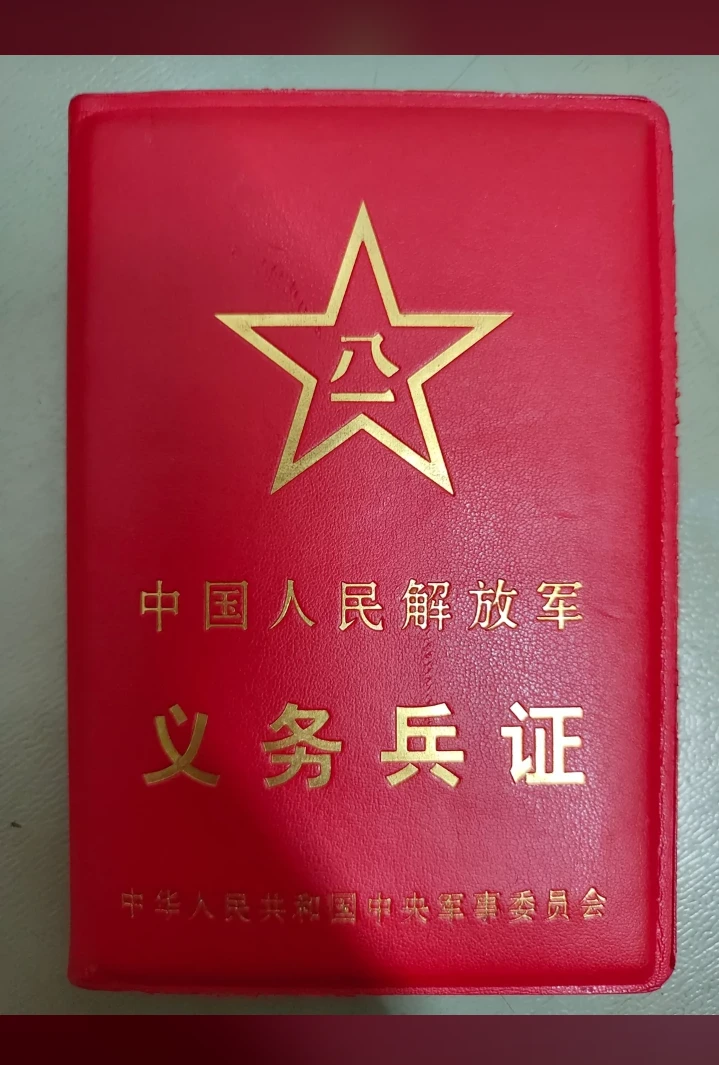 八一
中国人民解放军
义务兵证
中华人民共和国中央军事委员会